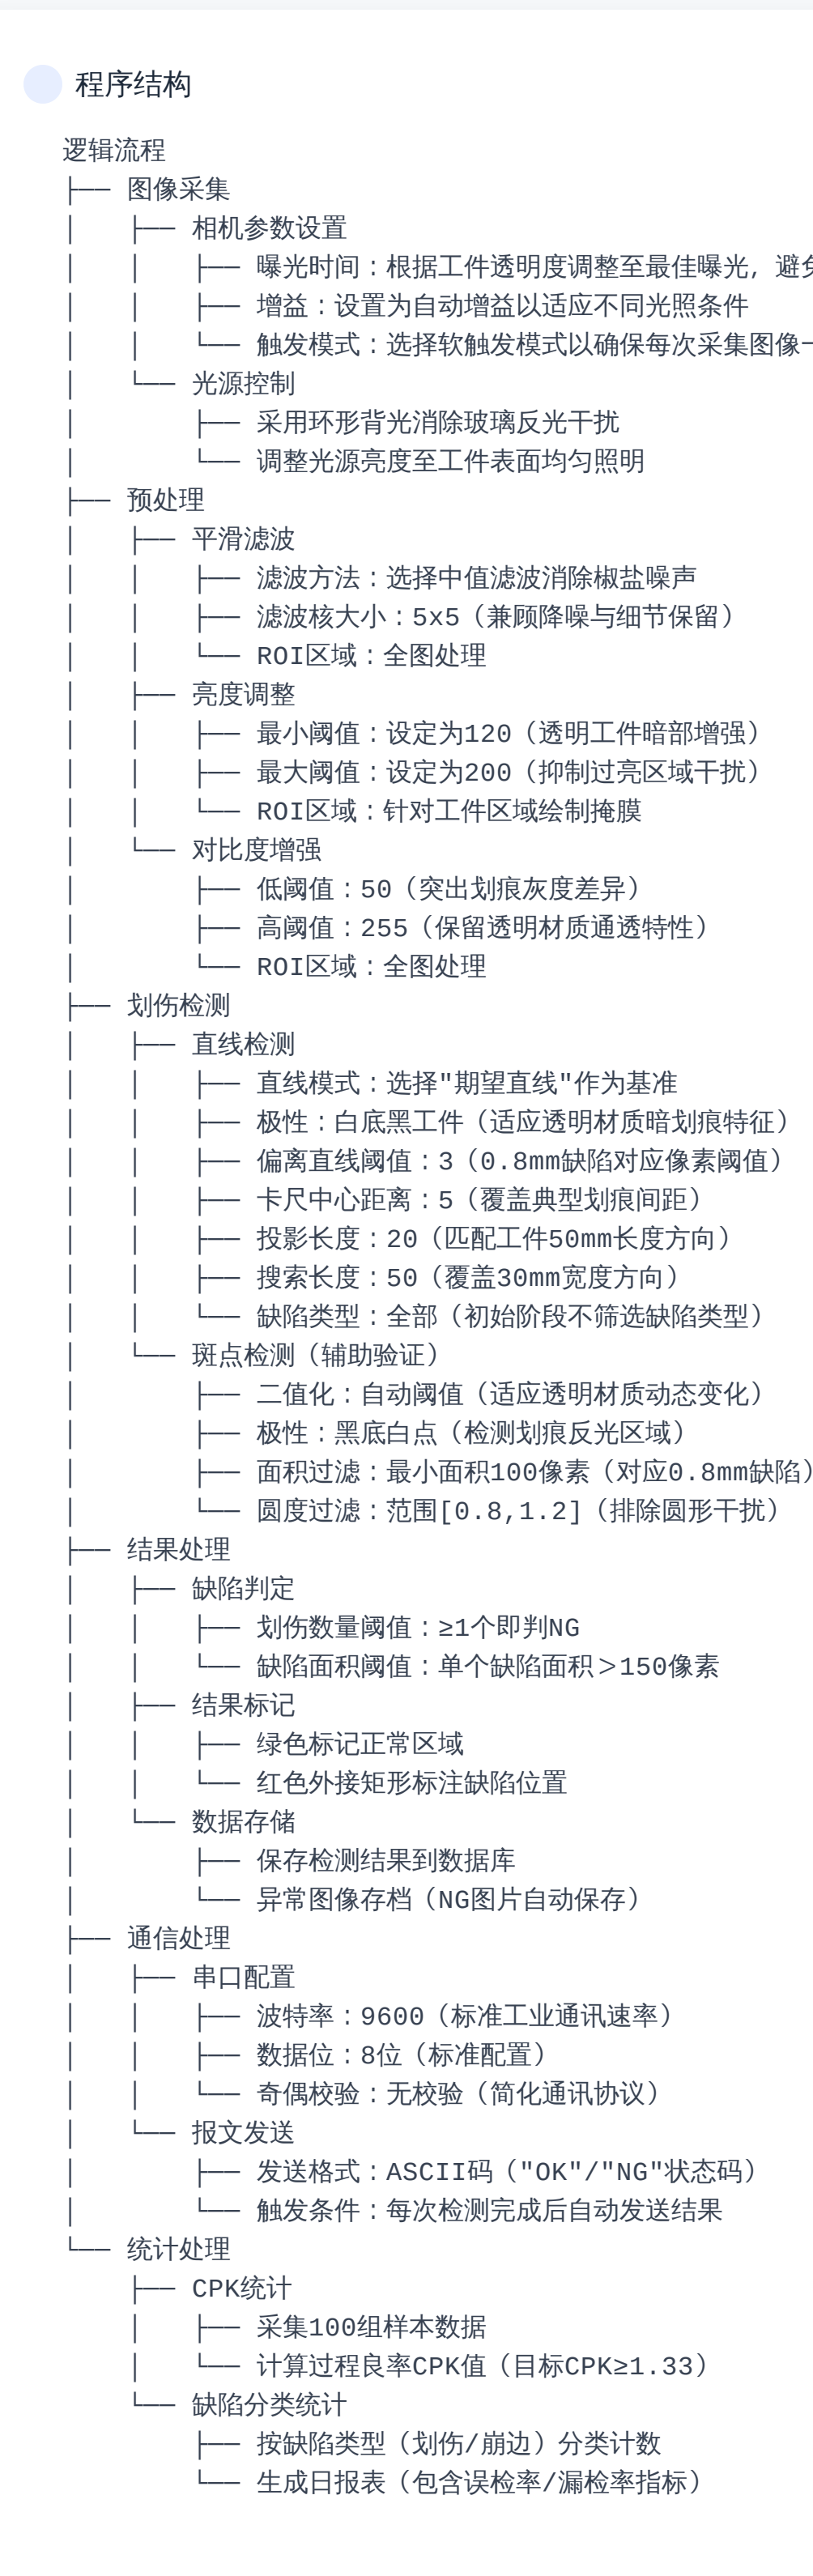 程序结构
逻辑流程
├── 图像采集
│   ├── 相机参数设置
│   │   ├── 曝光时间：根据工件透明度调整至最佳曝光，避免
│   │   ├── 增益：设置为自动增益以适应不同光照条件
│   │   └── 触发模式：选择软触发模式以确保每次采集图像一
│   └── 光源控制
│       ├── 采用环形背光消除玻璃反光干扰
│       └── 调整光源亮度至工件表面均匀照明
├── 预处理
│   ├── 平滑滤波
│   │   ├── 滤波方法：选择中值滤波消除椒盐噪声
│   │   ├── 滤波核大小：5x5（兼顾降噪与细节保留）
│   │   └── ROI区域：全图处理
│   ├── 亮度调整
│   │   ├── 最小阈值：设定为120（透明工件暗部增强）
│   │   ├── 最大阈值：设定为200（抑制过亮区域干扰）
│   │   └── ROI区域：针对工件区域绘制掩膜
│   └── 对比度增强
│       ├── 低阈值：50（突出划痕灰度差异）
│       ├── 高阈值：255（保留透明材质通透特性）
│       └── ROI区域：全图处理
├── 划伤检测
│   ├── 直线检测
│   │   ├── 直线模式：选择"期望直线"作为基准
│   │   ├── 极性：白底黑工件（适应透明材质暗划痕特征）
│   │   ├── 偏离直线阈值：3（0.8mm缺陷对应像素阈值）
│   │   ├── 卡尺中心距离：5（覆盖典型划痕间距）
│   │   ├── 投影长度：20（匹配工件50mm长度方向）
│   │   ├── 搜索长度：50（覆盖30mm宽度方向）
│   │   └── 缺陷类型：全部（初始阶段不筛选缺陷类型）
│   └── 斑点检测（辅助验证）
│       ├── 二值化：自动阈值（适应透明材质动态变化）
│       ├── 极性：黑底白点（检测划痕反光区域）
│       ├── 面积过滤：最小面积100像素（对应0.8mm缺陷）
│       └── 圆度过滤：范围[0.8,1.2]（排除圆形干扰）
├── 结果处理
│   ├── 缺陷判定
│   │   ├── 划伤数量阈值：≥1个即判NG
│   │   └── 缺陷面积阈值：单个缺陷面积＞150像素
│   ├── 结果标记
│   │   ├── 绿色标记正常区域
│   │   └── 红色外接矩形标注缺陷位置
│   └── 数据存储
│       ├── 保存检测结果到数据库
│       └── 异常图像存档（NG图片自动保存）
├── 通信处理
│   ├── 串口配置
│   │   ├── 波特率：9600（标准工业通讯速率）
│   │   ├── 数据位：8位（标准配置）
│   │   └── 奇偶校验：无校验（简化通讯协议）
│   └── 报文发送
│       ├── 发送格式：ASCII码（"OK"/"NG"状态码）
│       └── 触发条件：每次检测完成后自动发送结果
└── 统计处理
    ├── CPK统计
    │   ├── 采集100组样本数据
    │   └── 计算过程良率CPK值（目标CPK≥1.33）
    └── 缺陷分类统计
        ├── 按缺陷类型（划伤/崩边）分类计数
        └── 生成日报表（包含误检率/漏检率指标）